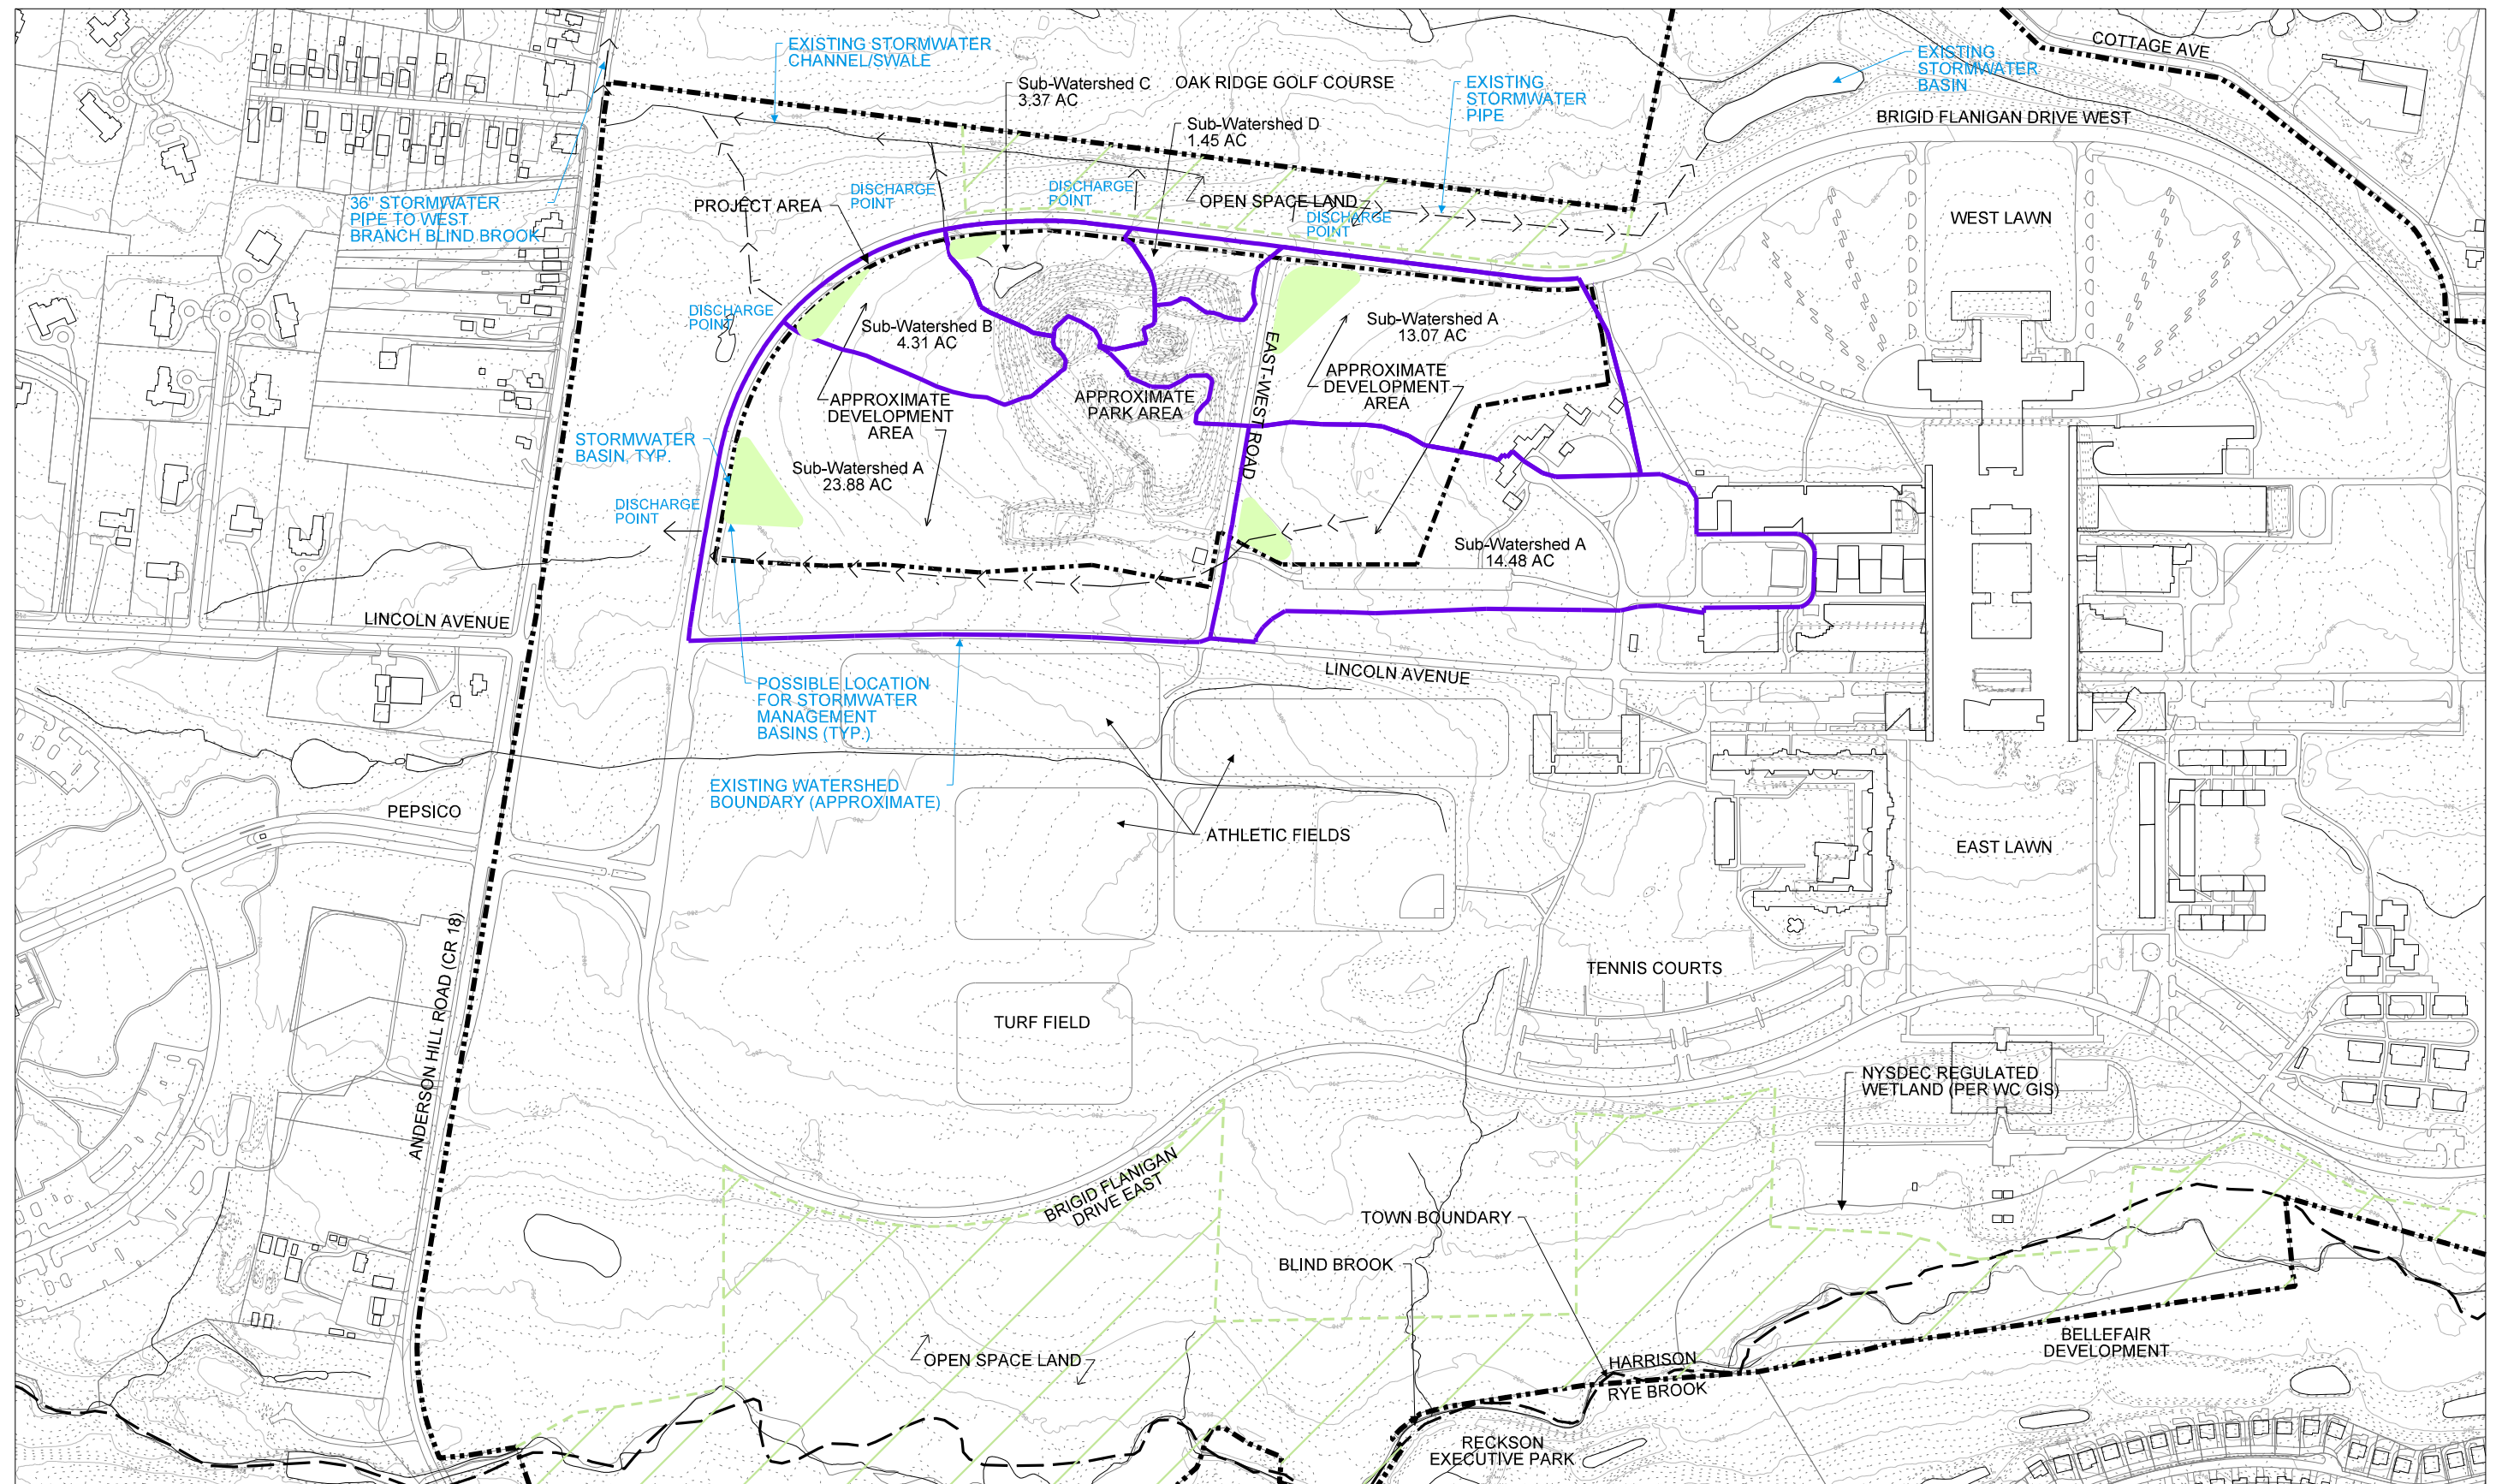 COTTAGE AVE
EXISTING STORMWATER
CHANNEL/SWALE
EXISTING
STORMWATER
BASIN
Sub-Watershed C
3.37 AC
OAK RIDGE GOLF COURSE
EXISTING
STORMWATER
PIPE
BRIGID FLANIGAN DRIVE WEST
Sub-Watershed D
1.45 AC
36" STORMWATER
PIPE TO WEST
BRANCH BLIND BROOK
PROJECT AREA
DISCHARGE
POINT
DISCHARGE
POINT
OPEN SPACE LAND
DISCHARGE
POINT
WEST LAWN
DISCHARGE
POINT
Sub-Watershed B
4.31 AC
Sub-Watershed A
13.07 AC
EAST-WEST ROAD
APPROXIMATE
DEVELOPMENT
AREA
APPROXIMATE
PARK AREA
APPROXIMATE
DEVELOPMENT
AREA
STORMWATER
BASIN, TYP.
Sub-Watershed A
23.88 AC
DISCHARGE
POINT
Sub-Watershed A
14.48 AC
LINCOLN AVENUE
LINCOLN AVENUE
POSSIBLE LOCATION
FOR STORMWATER
MANAGEMENT
BASINS (TYP.)
EXISTING WATERSHED
BOUNDARY (APPROXIMATE)
PEPSICO
ATHLETIC FIELDS
EAST LAWN
ANDERSON HILL ROAD (CR 18)
TENNIS COURTS
TURF FIELD
NYSDEC REGULATED
WETLAND (PER WC GIS)
BRIGID FLANIGAN
DRIVE EAST
TOWN BOUNDARY
BLIND BROOK
OPEN SPACE LAND
HARRISON
RYE BROOK
BELLEFAIR
DEVELOPMENT
RECKSON
EXECUTIVE PARK